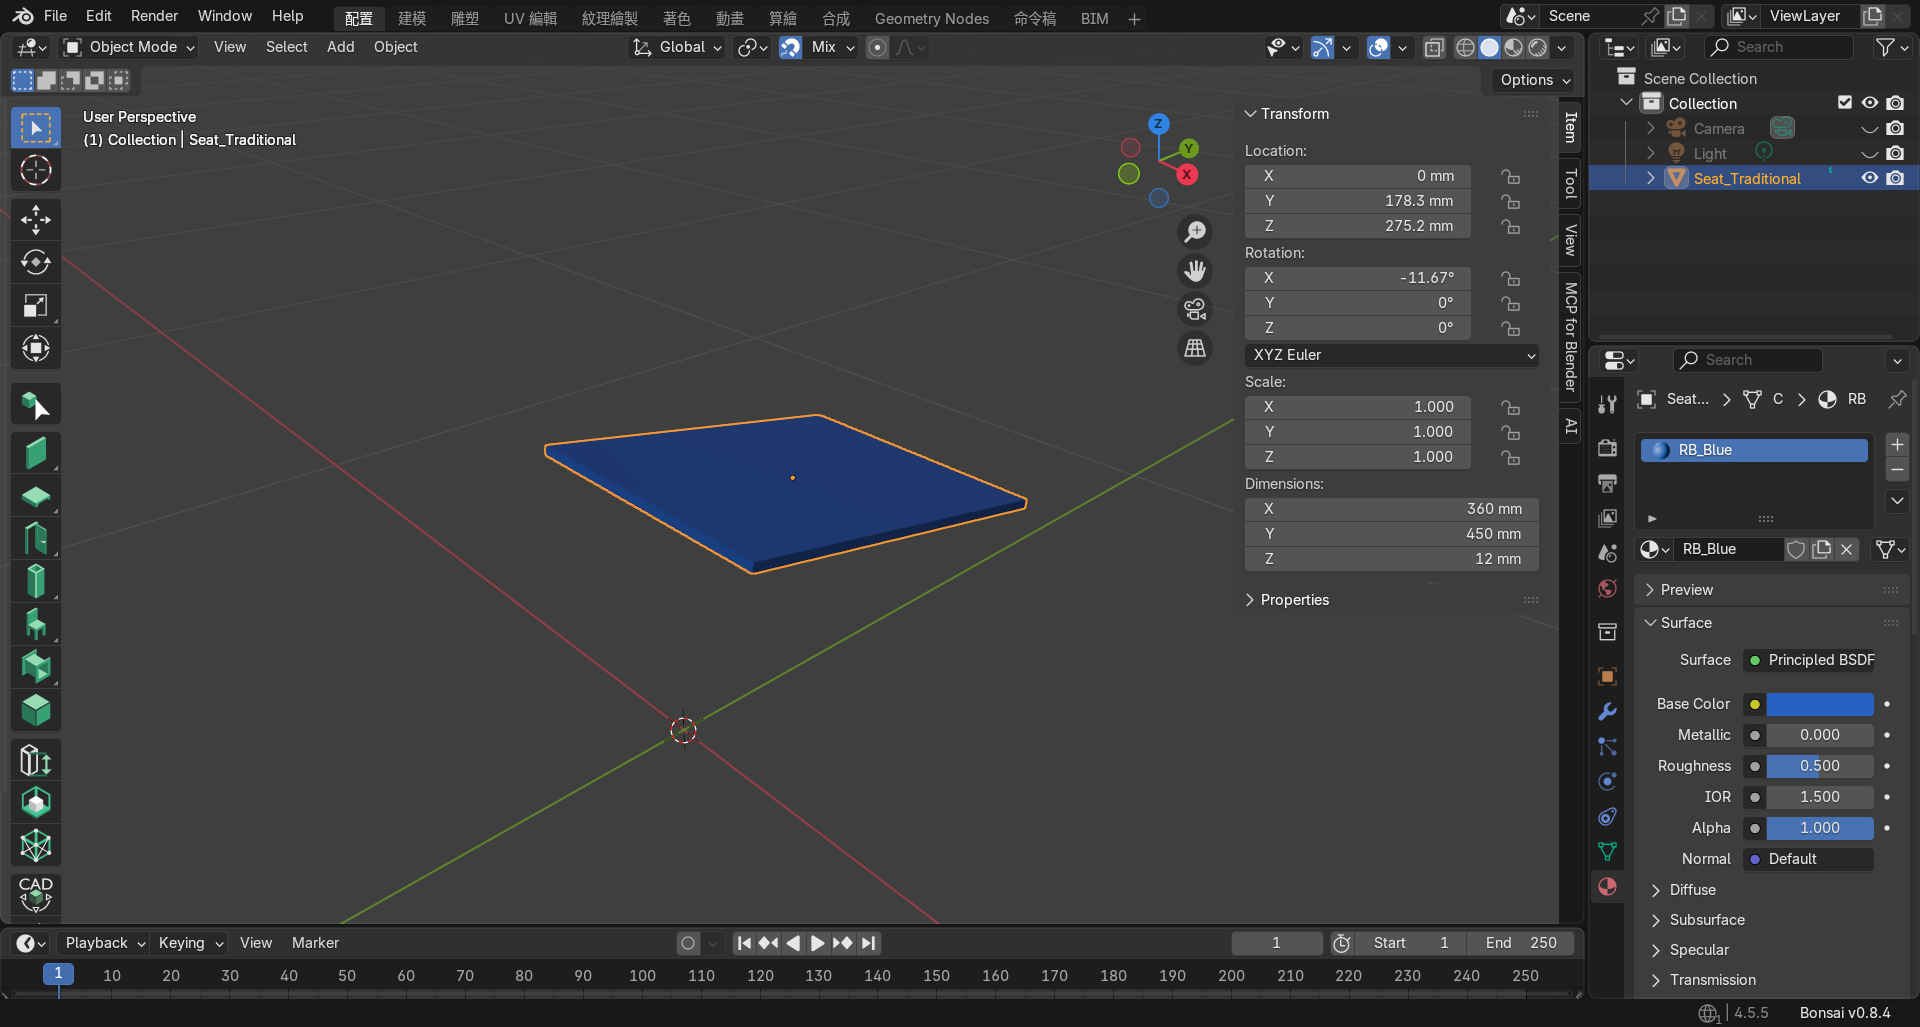 File Edit Render Window Help 配置 建模 雕塑 UV 編輯 紋理繪製 著色 動畫 算繪 合成 Geometry Nodes 命令稿 BIM + Scene ViewLayer
Object Mode View Select Add Object Global Mix Search
Options
User Perspective
(1) Collection | Seat_Traditional
Z
Y
X
Transform
Location:
X 0 mm
Y 178.3 mm
Z 275.2 mm
Rotation:
X -11.67°
Y 0°
Z 0°
XYZ Euler
Scale:
X 1.000
Y 1.000
Z 1.000
Dimensions:
X 360 mm
Y 450 mm
Z 12 mm
Properties
Item
Tool
View
MCP for Blender
AI
CAD
Scene Collection
Collection
Camera
Light
Seat_Traditional
Search
Seat... > C > RB
RB_Blue
RB_Blue
Preview
Surface
Surface Principled BSDF
Base Color
Metallic 0.000
Roughness 0.500
IOR 1.500
Alpha 1.000
Normal Default
Diffuse
Subsurface
Specular
Transmission
Playback Keying View Marker 1 Start 1 End 250
1 10 20 30 40 50 60 70 80 90 100 110 120 130 140 150 160 170 180 190 200 210 220 230 240 250
1 | 4.5.5 Bonsai v0.8.4